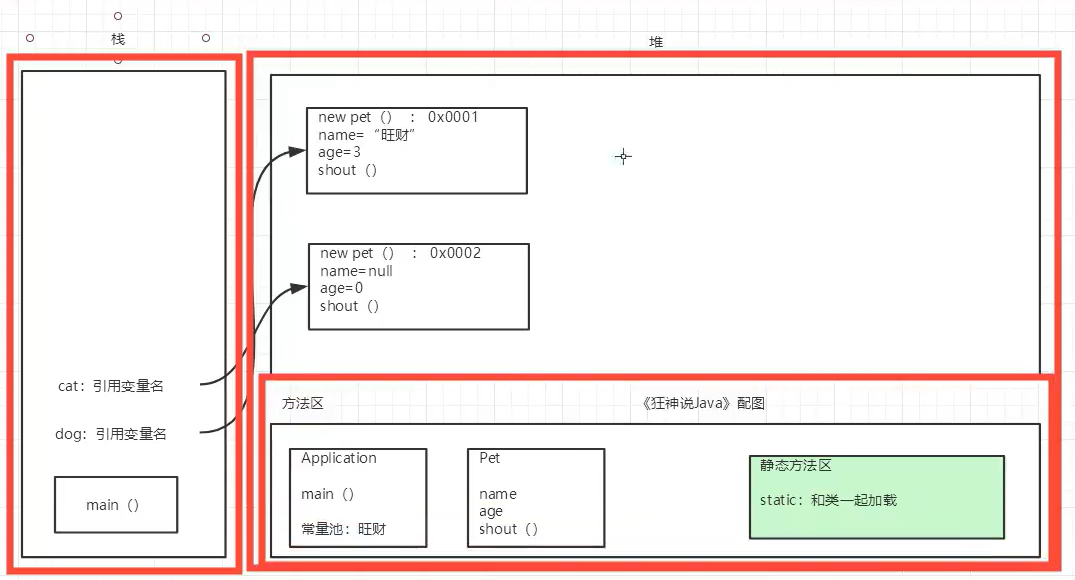 栈
堆
new pet（） ： 0x0001
name=“旺财”
age=3
shout（）
new pet（） ： 0x0002
name=null
age=0
shout（）
cat：引用变量名
dog：引用变量名
main（）
方法区
《狂神说Java》配图
Application
main（）
常量池：旺财
Pet
name
age
shout（）
静态方法区
static：和类一起加载